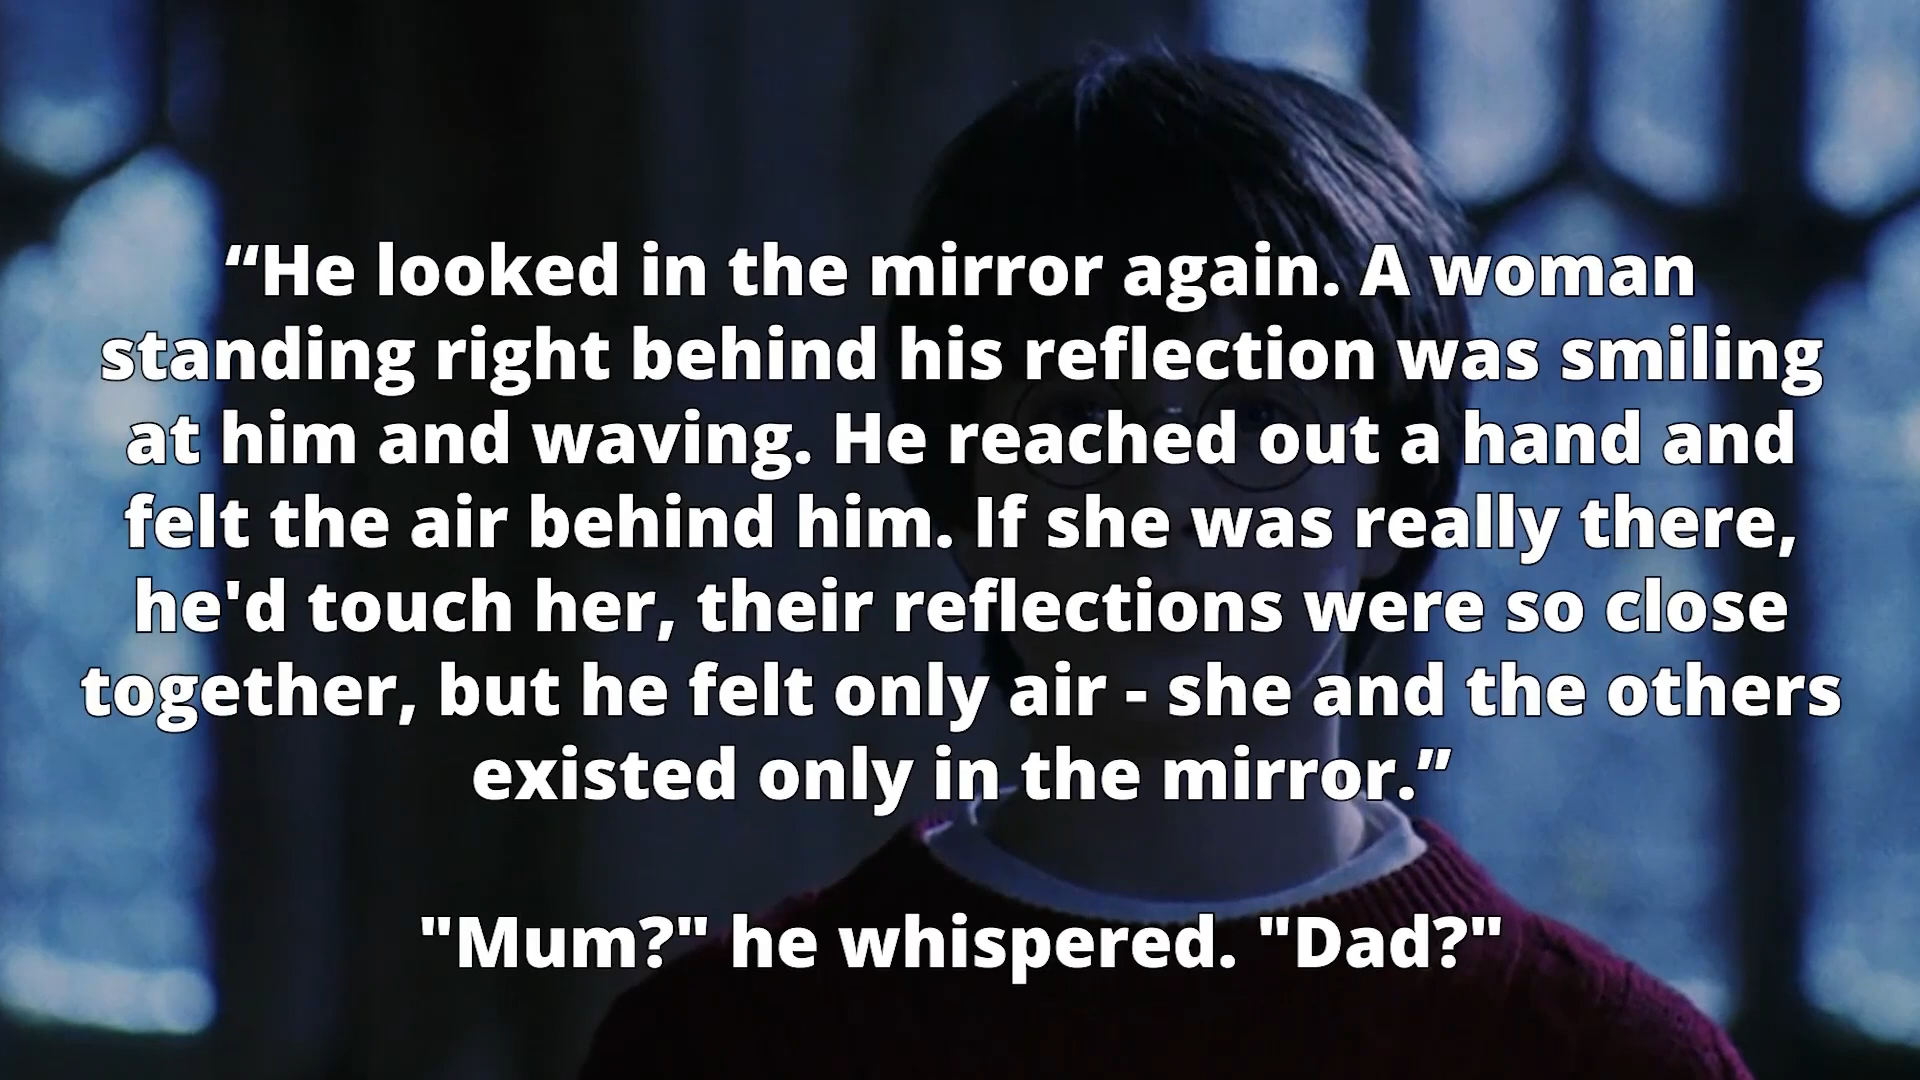 “He looked in the mirror again. A woman
standing right behind his reflection was smiling
at him and waving. He reached out a hand and
felt the air behind him. If she was really there,
he'd touch her, their reflections were so close
together, but he felt only air - she and the others
existed only in the mirror.”
"Mum?" he whispered. "Dad?"